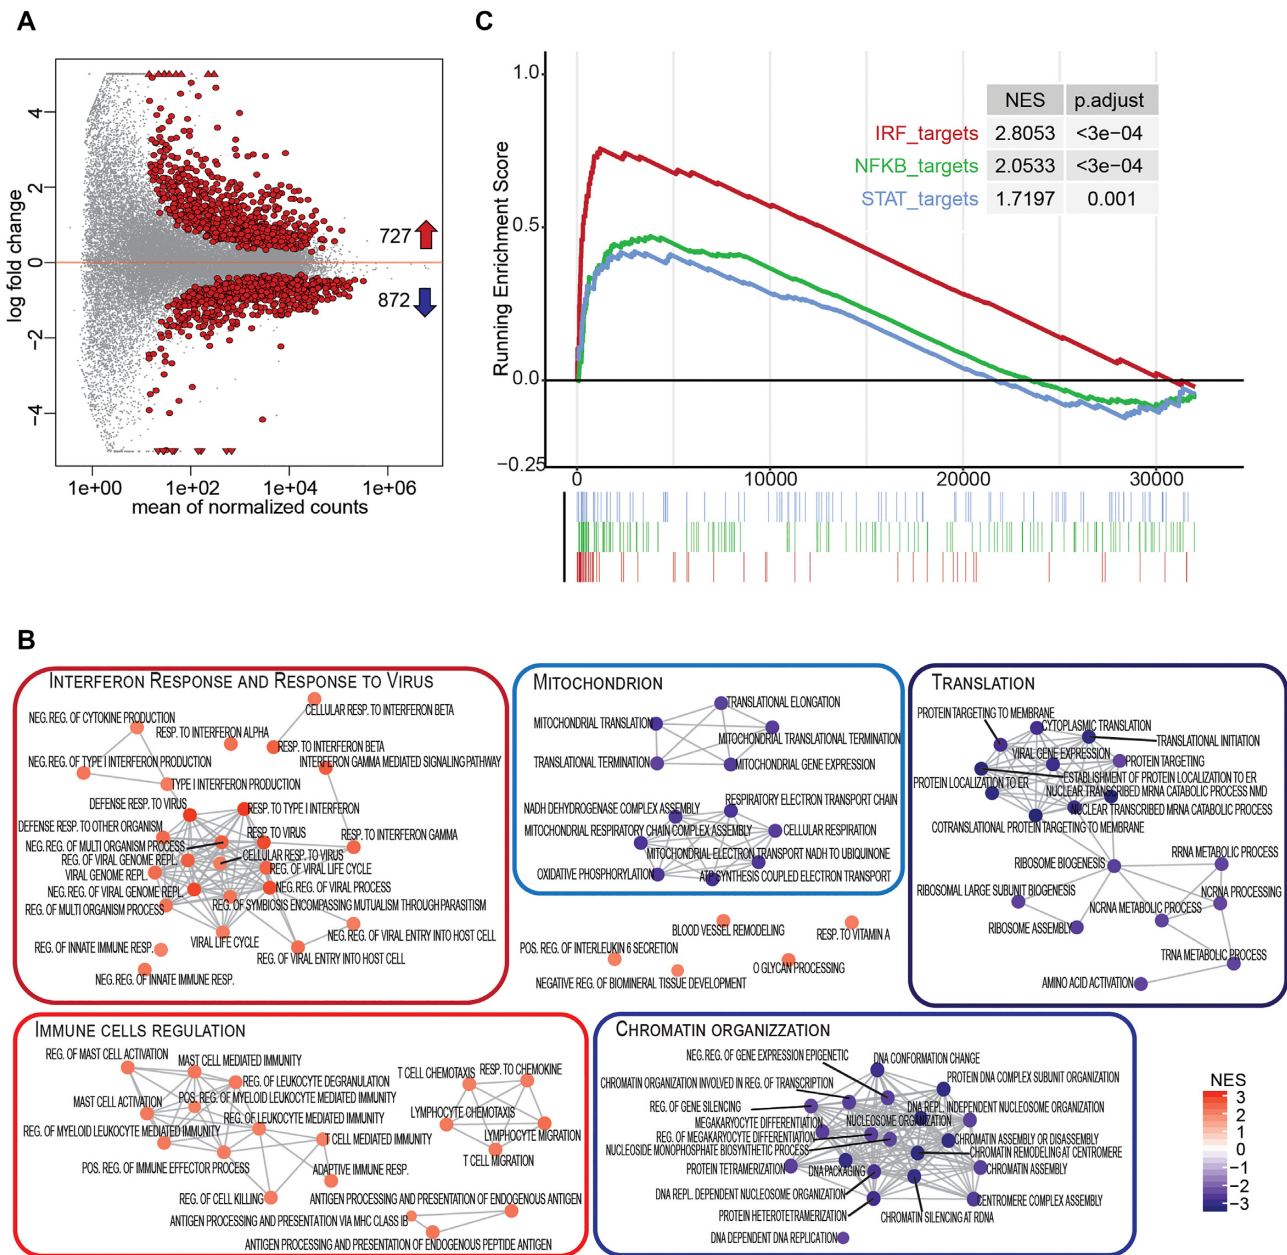 A
C
4
2
0
−2
−4
log fold change
727
872
1e+00
1e+02
1e+04
1e+06
mean of normalized counts
1.0
0.5
0.0
−0.25
Running Enrichment Score
NES p.adjust
IRF_targets 2.8053 <3e−04
NFKB_targets 2.0533 <3e−04
STAT_targets 1.7197 0.001
0
10000
20000
30000
B
INTERFERON RESPONSE AND RESPONSE TO VIRUS
CELLULAR RESP. TO INTERFERON BETA
NEG.REG. OF CYTOKINE PRODUCTION
RESP. TO INTERFERON ALPHA
RESP. TO INTERFERON BETA
NEG.REG. OF TYPE I INTERFERON PRODUCTION
INTERFERON GAMMA MEDIATED SIGNALING PATHWAY
TYPE I INTERFERON PRODUCTION
DEFENSE RESP. TO VIRUS
RESP. TO TYPE I INTERFERON
DEFENSE RESP. TO OTHER ORGANISM
RESP. TO VIRUS
RESP. TO INTERFERON GAMMA
NEG.REG. OF MULTI ORGANISM PROCESS
CELLULAR RESP. TO VIRUS
REG. OF VIRAL GENOME REPL.
REG. OF VIRAL LIFE CYCLE
VIRAL GENOME REPL.
NEG.REG. OF VIRAL GENOME REPL.
NEG.REG. OF VIRAL PROCESS
REG. OF MULTI ORGANISM PROCESS
REG. OF SYMBIOSIS ENCOMPASSING MUTUALISM THROUGH PARASITISM
VIRAL LIFE CYCLE
NEG.REG. OF VIRAL ENTRY INTO HOST CELL
REG. OF INNATE IMMUNE RESP.
REG. OF VIRAL ENTRY INTO HOST CELL
NEG.REG. OF INNATE IMMUNE RESP.
MITOCHONDRION
TRANSLATIONAL ELONGATION
MITOCHONDRIAL TRANSLATION
MITOCHONDRIAL TRANSLATIONAL TERMINATION
TRANSLATIONAL TERMINATION
MITOCHONDRIAL GENE EXPRESSION
RESPIRATORY ELECTRON TRANSPORT CHAIN
NADH DEHYDROGENASE COMPLEX ASSEMBLY
MITOCHONDRIAL RESPIRATORY CHAIN COMPLEX ASSEMBLY
CELLULAR RESPIRATION
MITOCHONDRIAL ELECTRON TRANSPORT NADH TO UBIQUINONE
OXIDATIVE PHOSPHORYLATION
ATP SYNTHESIS COUPLED ELECTRON TRANSPORT
BLOOD VESSEL REMODELING
RESP. TO VITAMIN A
POS. REG. OF INTERLEUKIN 6 SECRETION
O GLYCAN PROCESSING
NEGATIVE REG. OF BIOMINERAL TISSUE DEVELOPMENT
TRANSLATION
PROTEIN TARGETING TO MEMBRANE
CYTOPLASMIC TRANSLATION
TRANSLATIONAL INITIATION
VIRAL GENE EXPRESSION
PROTEIN TARGETING
PROTEIN LOCALIZATION TO ER
ESTABLISHMENT OF PROTEIN LOCALIZATION TO ER
NUCLEAR TRANSCRIBED MRNA CATABOLIC PROCESS NMD
NUCLEAR TRANSCRIBED MRNA CATABOLIC PROCESS
COTRANSLATIONAL PROTEIN TARGETING TO MEMBRANE
RRNA METABOLIC PROCESS
RIBOSOME BIOGENESIS
RIBOSOMAL LARGE SUBUNIT BIOGENESIS
NCRNA PROCESSING
NCRNA METABOLIC PROCESS
RIBOSOME ASSEMBLY
TRNA METABOLIC PROCESS
AMINO ACID ACTIVATION
IMMUNE CELLS REGULATION
REG. OF MAST CELL ACTIVATION
MAST CELL MEDIATED IMMUNITY
REG. OF LEUKOCYTE DEGRANULATION
POS. REG. OF MYELOID LEUKOCYTE MEDIATED IMMUNITY
MAST CELL ACTIVATION
REG. OF LEUKOCYTE MEDIATED IMMUNITY
REG. OF MYELOID LEUKOCYTE MEDIATED IMMUNITY
T CELL MEDIATED IMMUNITY
POS. REG. OF IMMUNE EFFECTOR PROCESS
ADAPTIVE IMMUNE RESP.
REG. OF CELL KILLING
T CELL CHEMOTAXIS
RESP. TO CHEMOKINE
LYMPHOCYTE CHEMOTAXIS
LYMPHOCYTE MIGRATION
T CELL MIGRATION
ANTIGEN PROCESSING AND PRESENTATION OF ENDOGENOUS ANTIGEN
ANTIGEN PROCESSING AND PRESENTATION VIA MHC CLASS IB
ANTIGEN PROCESSING AND PRESENTATION OF ENDOGENOUS PEPTIDE ANTIGEN
CHROMATIN ORGANIZZATION
NEG.REG. OF GENE EXPRESSION EPIGENETIC
DNA CONFORMATION CHANGE
CHROMATIN ORGANIZATION INVOLVED IN REG. OF TRANSCRIPTION
PROTEIN DNA COMPLEX SUBUNIT ORGANIZATION
REG. OF GENE SILENCING
DNA REPL. INDEPENDENT NUCLEOSOME ORGANIZATION
MEGAKARYOCYTE DIFFERENTIATION
NUCLEOSOME ORGANIZATION
REG. OF MEGAKARYOCYTE DIFFERENTIATION
CHROMATIN ASSEMBLY OR DISASSEMBLY
NUCLEOSIDE MONOPHOSPHATE BIOSYNTHETIC PROCESS
CHROMATIN REMODELING AT CENTROMERE
PROTEIN TETRAMERIZATION
DNA PACKAGING
CHROMATIN ASSEMBLY
DNA REPL. DEPENDENT NUCLEOSOME ORGANIZATION
CENTROMERE COMPLEX ASSEMBLY
PROTEIN HETEROTETRAMERIZATION
CHROMATIN SILENCING AT RDNA
DNA DEPENDENT DNA REPLICATION
NES
3
2
1
0
−1
−2
−3